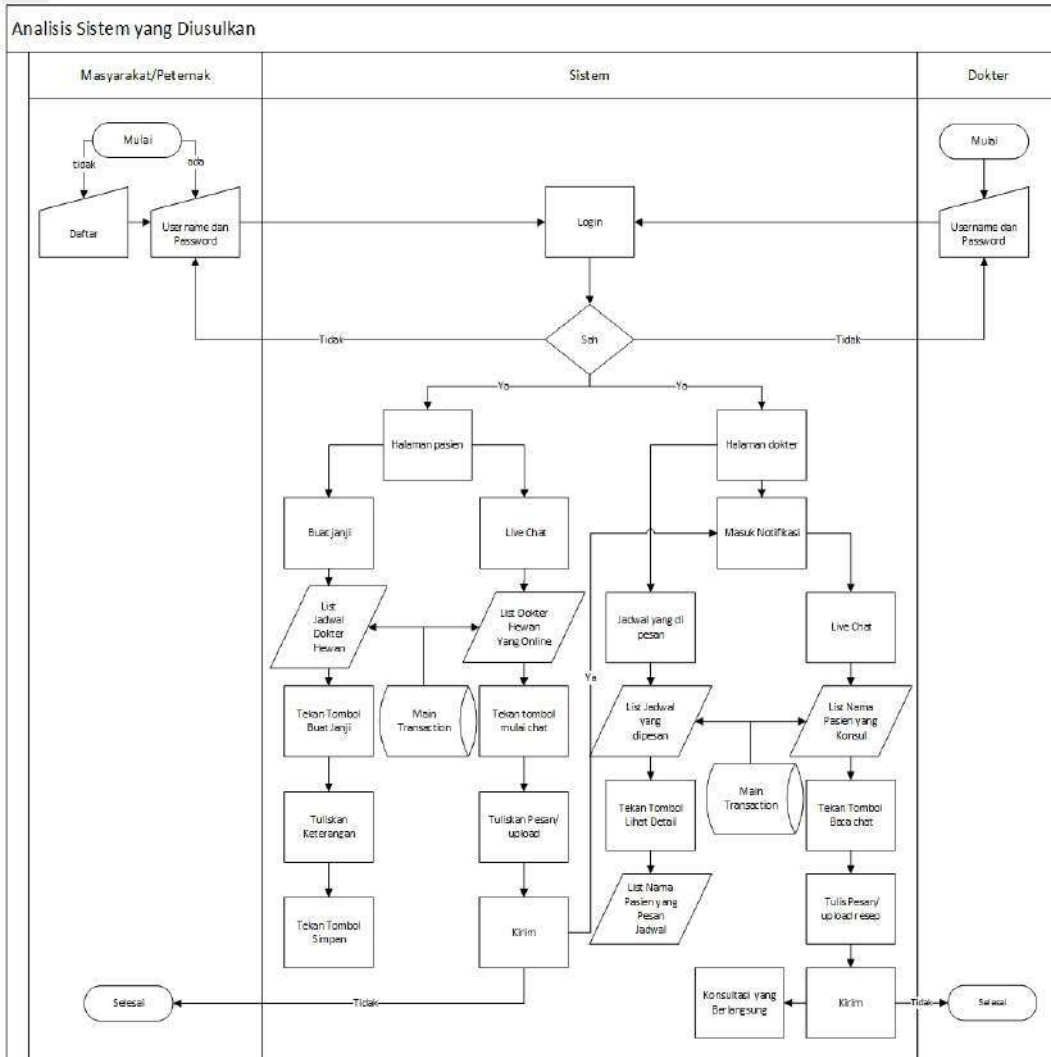 Analisis Sistem yang Diusulkan
Masyarakat/Peternak
Sistem
Dokter
Mulai
Mulai
tidak
ada
Daftar
Username dan
Password
Login
Username dan
Password
Tidak
Sah
Tidak
Ya
Ya
Halaman pasien
Halaman dokter
Buat Janji
Live Chat
Masuk Notifikasi
List
Jadwal
Dokter
Hewan
List Dokter
Hewan
Yang Online
Jadwal yang di
pesan
Live Chat
Ya
Tekan Tombol
Buat Janji
Main
Transaction
Tekan tombol
mulai chat
List Jadwal
yang
dipesan
List Nama
Pasien yang
Konsul
Main
Transaction
Tuliskan
Keterangan
Tuliskan Pesan/
upload
Tekan Tombol
Lihat Detail
Tekan Tombol
Baca chat
Tekan Tombol
Simpan
Kirim
List Nama
Pasien yang
Pesan
Jadwal
Tulis Pesan/
upload resep
Selesai
Tidak
Konsultasi yang
Berlangsung
Kirim
Tidak
Selesai